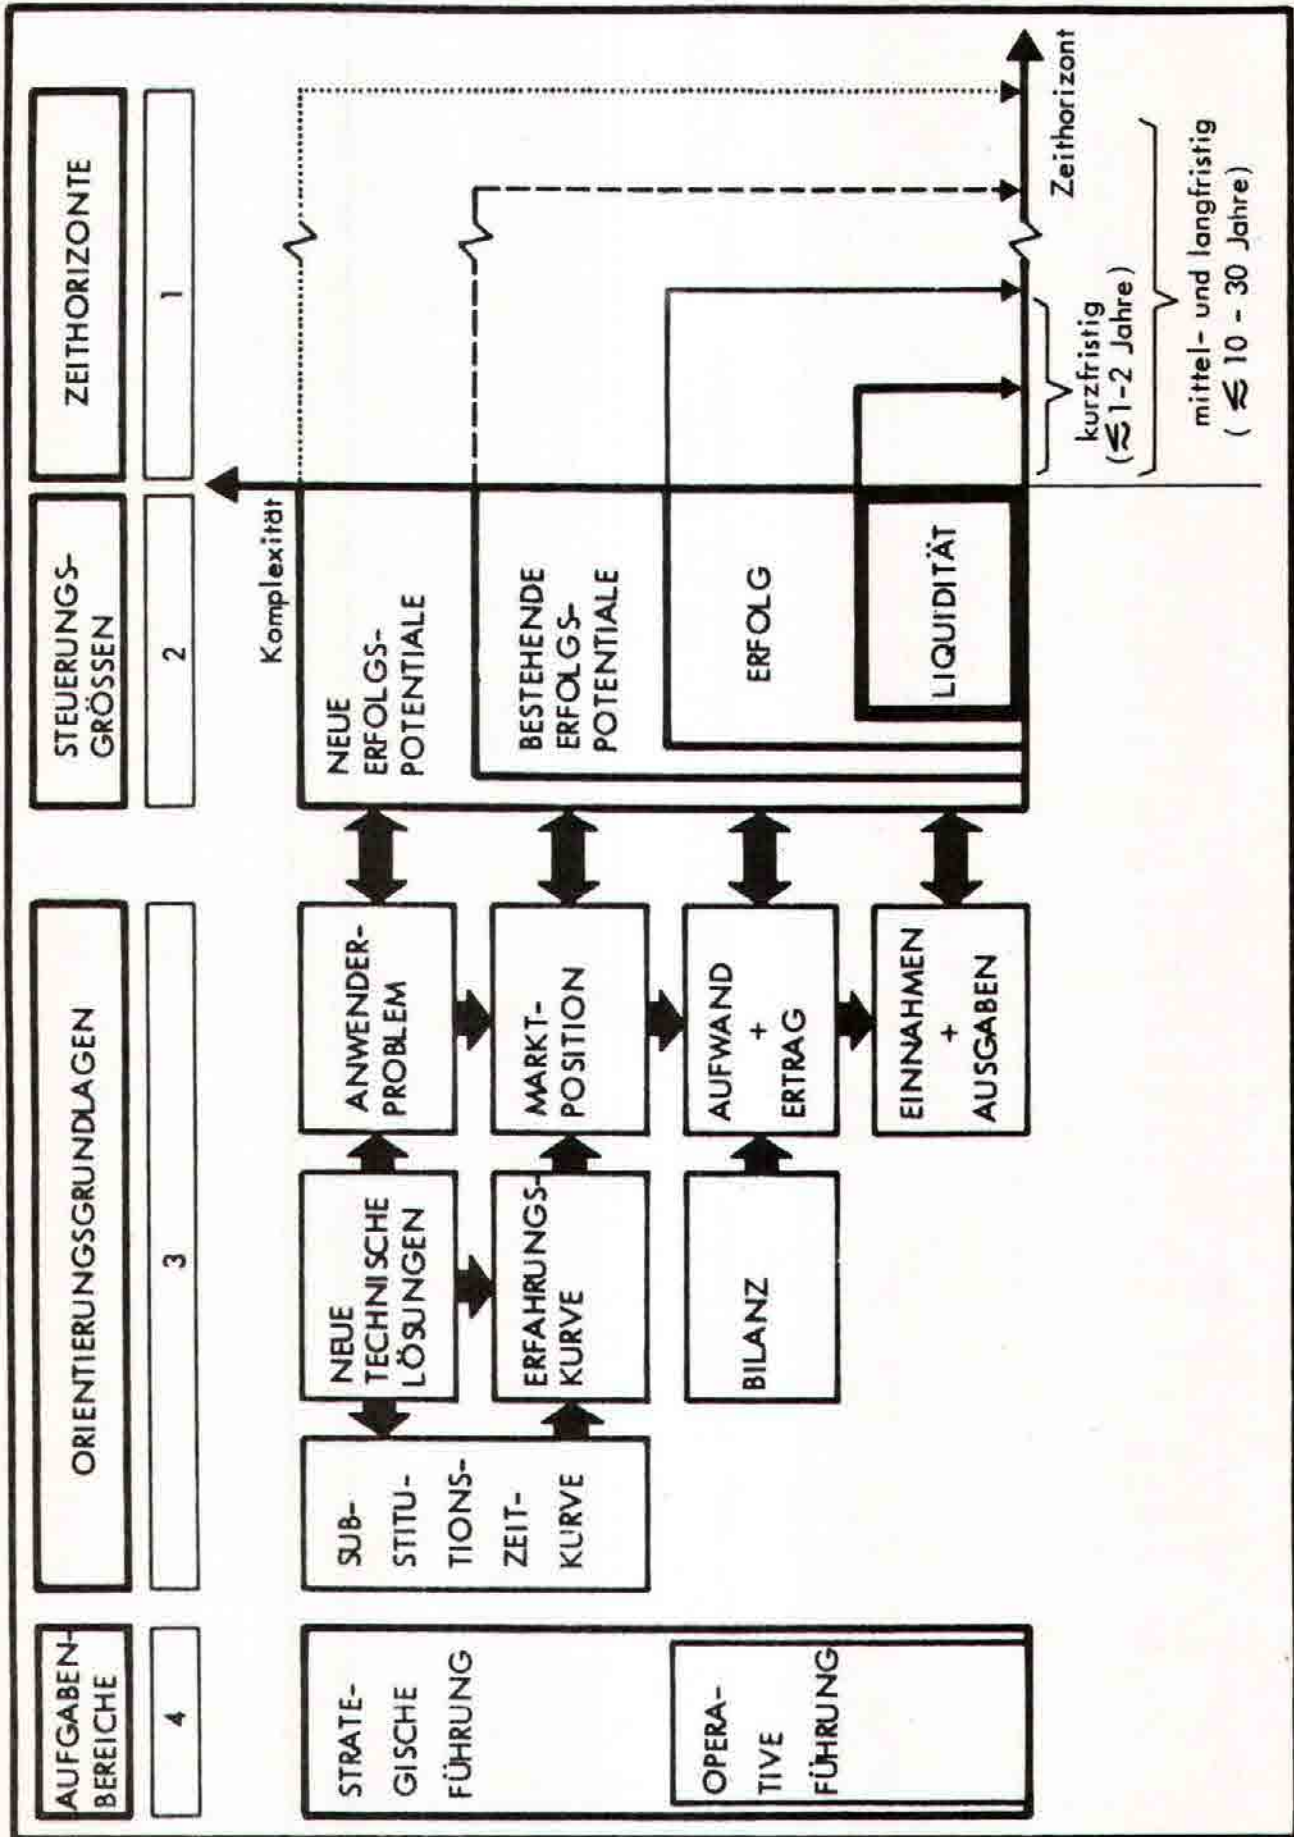 AUFGABEN-
BEREICHE
ORIENTIERUNGSGRUNDLAGEN
STEUERUNGS-
GRÖSSEN
ZEITHORIZONTE
4
3
2
1
STRATE-
GISCHE
FÜHRUNG
OPERA-
TIVE
FÜHRUNG
SUB-
STITU-
TIONS-
ZEIT-
KURVE
NEUE
TECHNISCHE
LÖSUNGEN
ANWENDER-
PROBLEM
ERFAHRUNGS-
KURVE
MARKT-
POSITION
BILANZ
AUFWAND
+
ERTRAG
EINNAHMEN
+
AUSGABEN
Komplexität
NEUE
ERFOLGS-
POTENTIALE
BESTEHENDE
ERFOLGS-
POTENTIALE
ERFOLG
LIQUIDITÄT
Zeithorizont
kurzfristig
(≲ 1-2 Jahre)
mittel- und langfristig
( ≲ 10 - 30 Jahre)